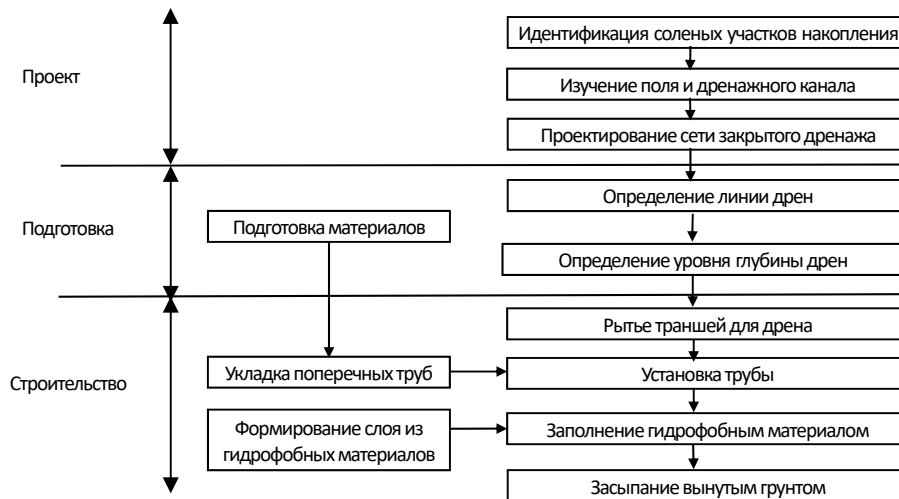 Идентификация соленых участков накопления
Проект
Изучение поля и дренажного канала
Проектирование сети закрытого дренажа
Определение линии дрен
Подготовка
Подготовка материалов
Определение уровня глубины дрен
Рытье траншей для дрена
Строительство
Укладка поперечных труб
Установка трубы
Формирование слоя из
гидрофобных материалов
Заполнение гидрофобным материалом
Засыпание вынутым грунтом